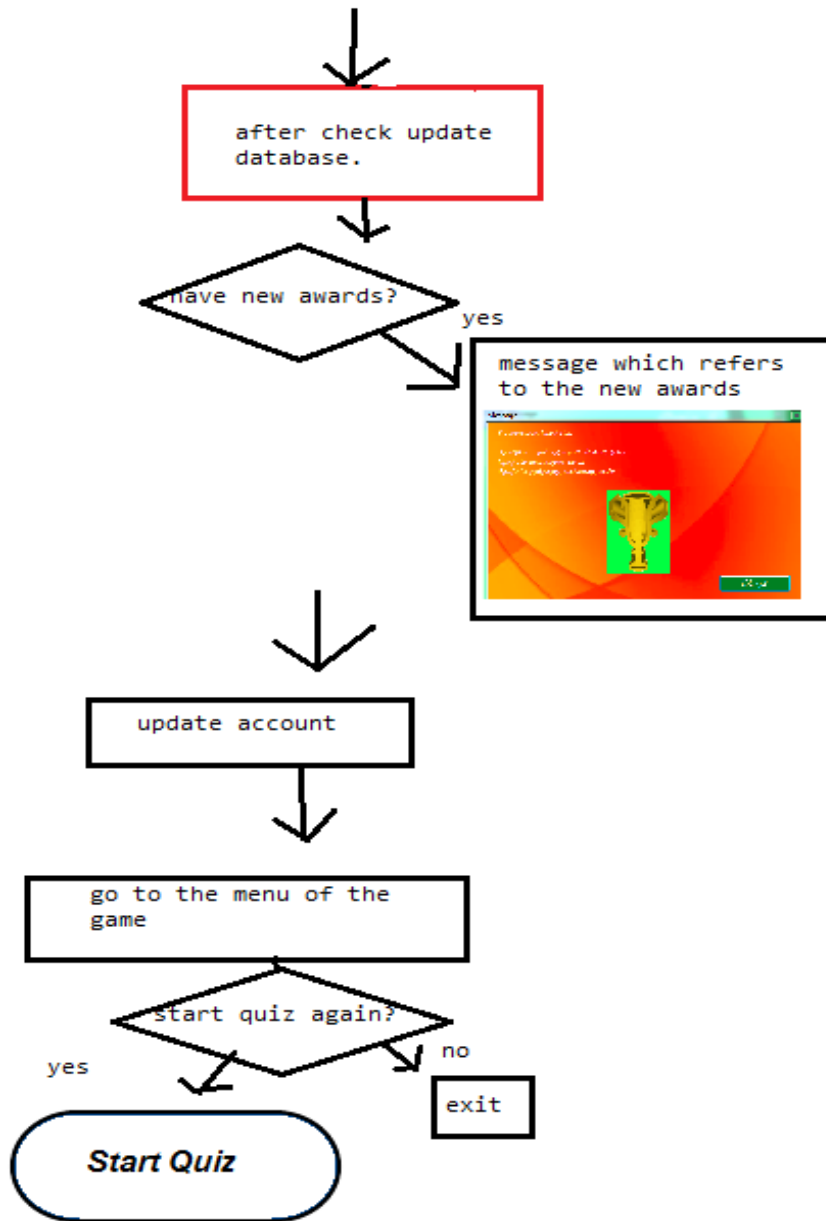 after check update
database.
have new awards?
yes
message which refers
to the new awards
update account
go to the menu of the
game
start quiz again?
yes
no
exit
Start Quiz